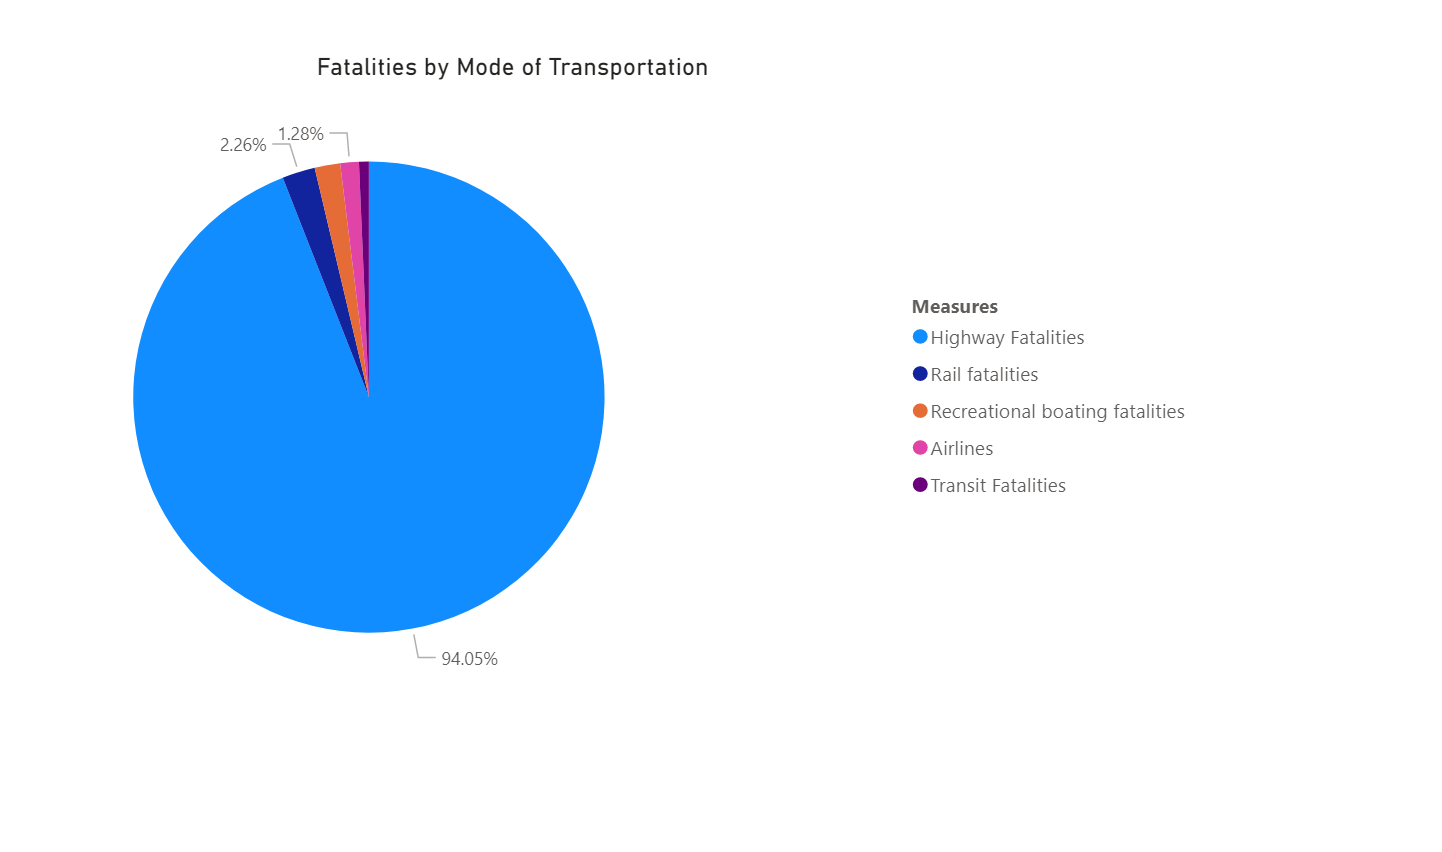 Fatalities by Mode of Transportation
1.28%
2.26%
94.05%
Measures
Highway Fatalities
Rail fatalities
Recreational boating fatalities
Airlines
Transit Fatalities